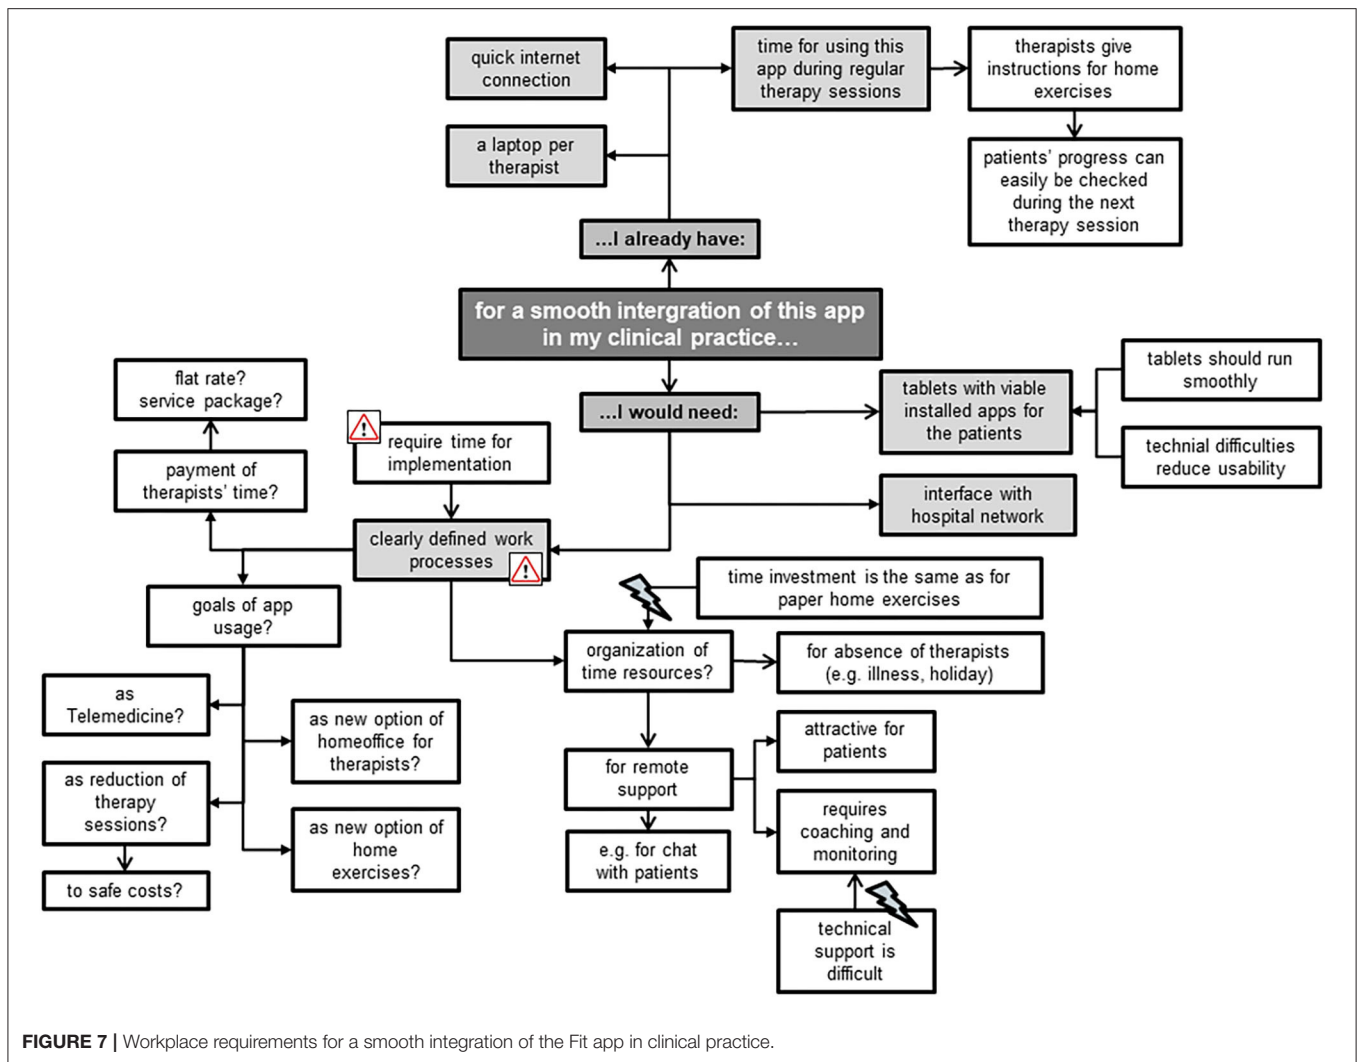 quick internet
connection
time for using this
app during regular
therapy sessions
therapists give
instructions for home
exercises
a laptop per
therapist
patients' progress can
easily be checked
during the next
therapy session
...I already have:
for a smooth intergration of this app
in my clinical practice...
...I would need:
tablets with viable
installed apps for
the patients
tablets should run
smoothly
technial difficulties
reduce usability
interface with
hospital network
flat rate?
service package?
payment of
therapists' time?
!
require time for
implementation
clearly defined work
processes
!
goals of app
usage?
as
Telemedicine?
as new option of
homeoffice for
therapists?
as reduction of
therapy
sessions?
as new option of
home
exercises?
to safe costs?
time investment is the same as for
paper home exercises
organization of
time resources?
for absence of therapists
(e.g. illness, holiday)
for remote
support
attractive for
patients
requires
coaching and
monitoring
e.g. for chat
with patients
technical
support is
difficult
FIGURE 7 | Workplace requirements for a smooth integration of the Fit app in clinical practice.